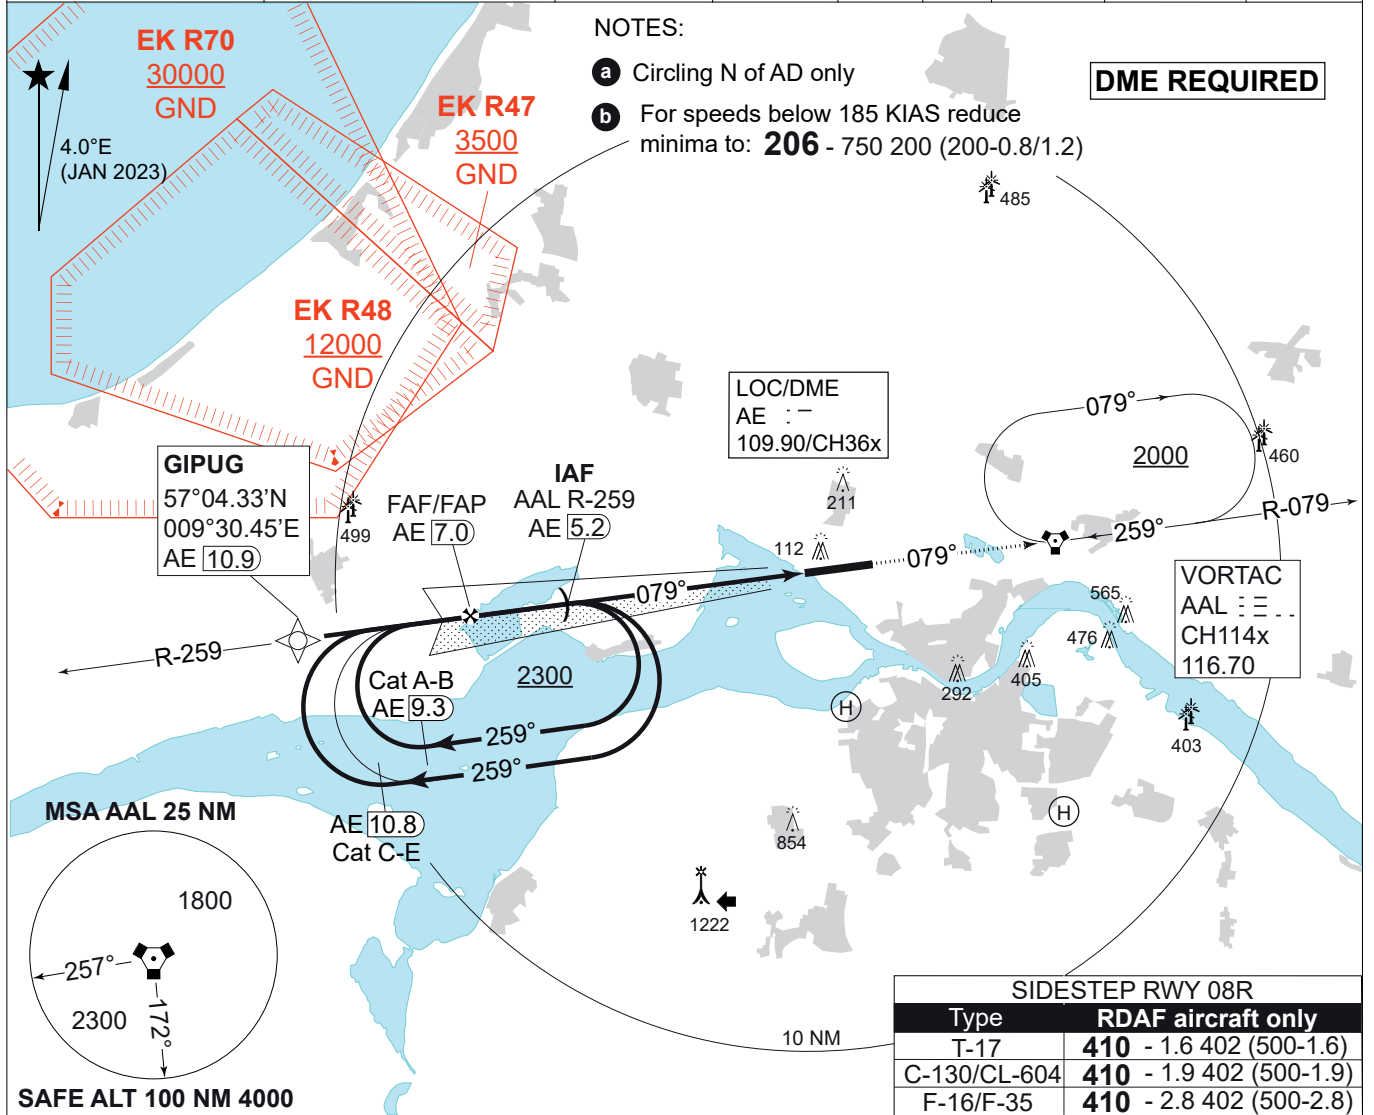 NOTES:
a Circling N of AD only
b For speeds below 185 KIAS reduce
minima to: 206 - 750 200 (200-0.8/1.2)
DME REQUIRED
EK R70
30000
GND
EK R47
3500
GND
EK R48
12000
GND
4.0°E
(JAN 2023)
485
LOC/DME
AE
109.90/CH36x
079°
2000
460
R-079
259°
GIPUG
57°04.33'N
009°30.45'E
AE 10.9
499
FAF/FAP
AE 7.0
IAF
AAL R-259
AE 5.2
211
112
079°
079°
VORTAC
AAL
CH114x
116.70
565
476
R-259
Cat A-B
AE 9.3
2300
259°
259°
292
405
H
403
AE 10.8
Cat C-E
H
854
1222
MSA AAL 25 NM
1800
257°
2300
172°
SAFE ALT 100 NM 4000
10 NM
SIDESTEP RWY 08R
Type RDAF aircraft only
T-17 410 - 1.6 402 (500-1.6)
C-130/CL-604 410 - 1.9 402 (500-1.9)
F-16/F-35 410 - 2.8 402 (500-2.8)